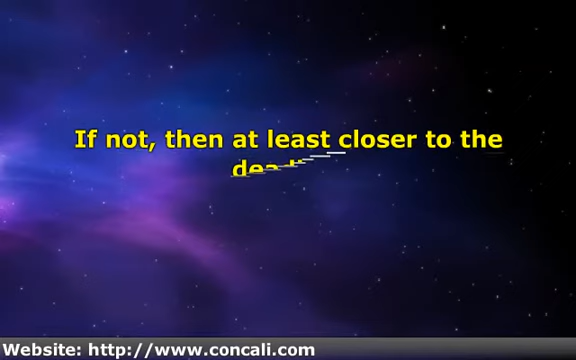 If not, then at least closer to the
Website: http://www.concali.com